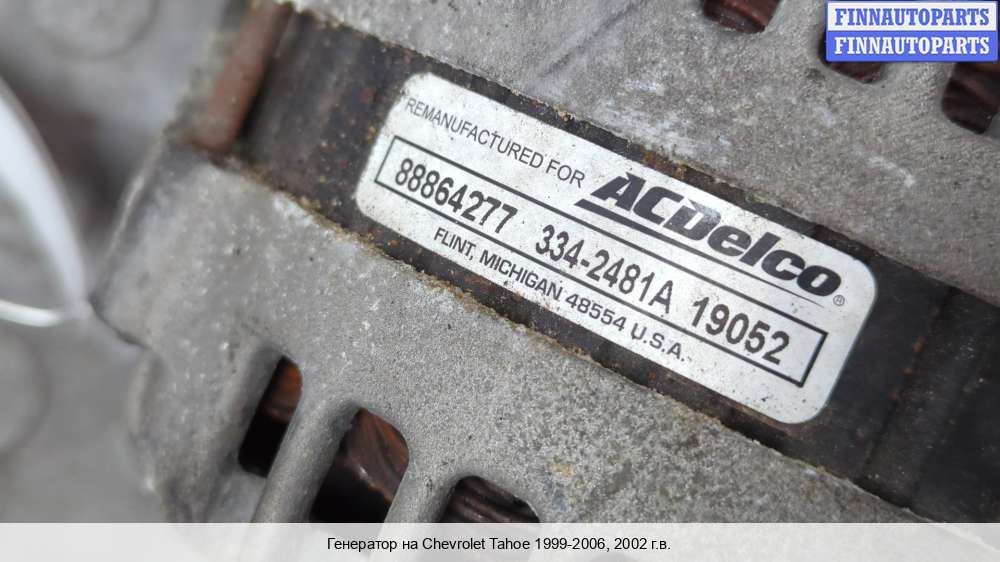 FINNAUTOPARTS
FINNAUTOPARTS
REMANUFACTURED FOR ACDelco®
88864277 334-2481A 19052
FLINT, MICHIGAN 48554 U.S.A.
Генератор на Chevrolet Tahoe 1999-2006, 2002 г.в.